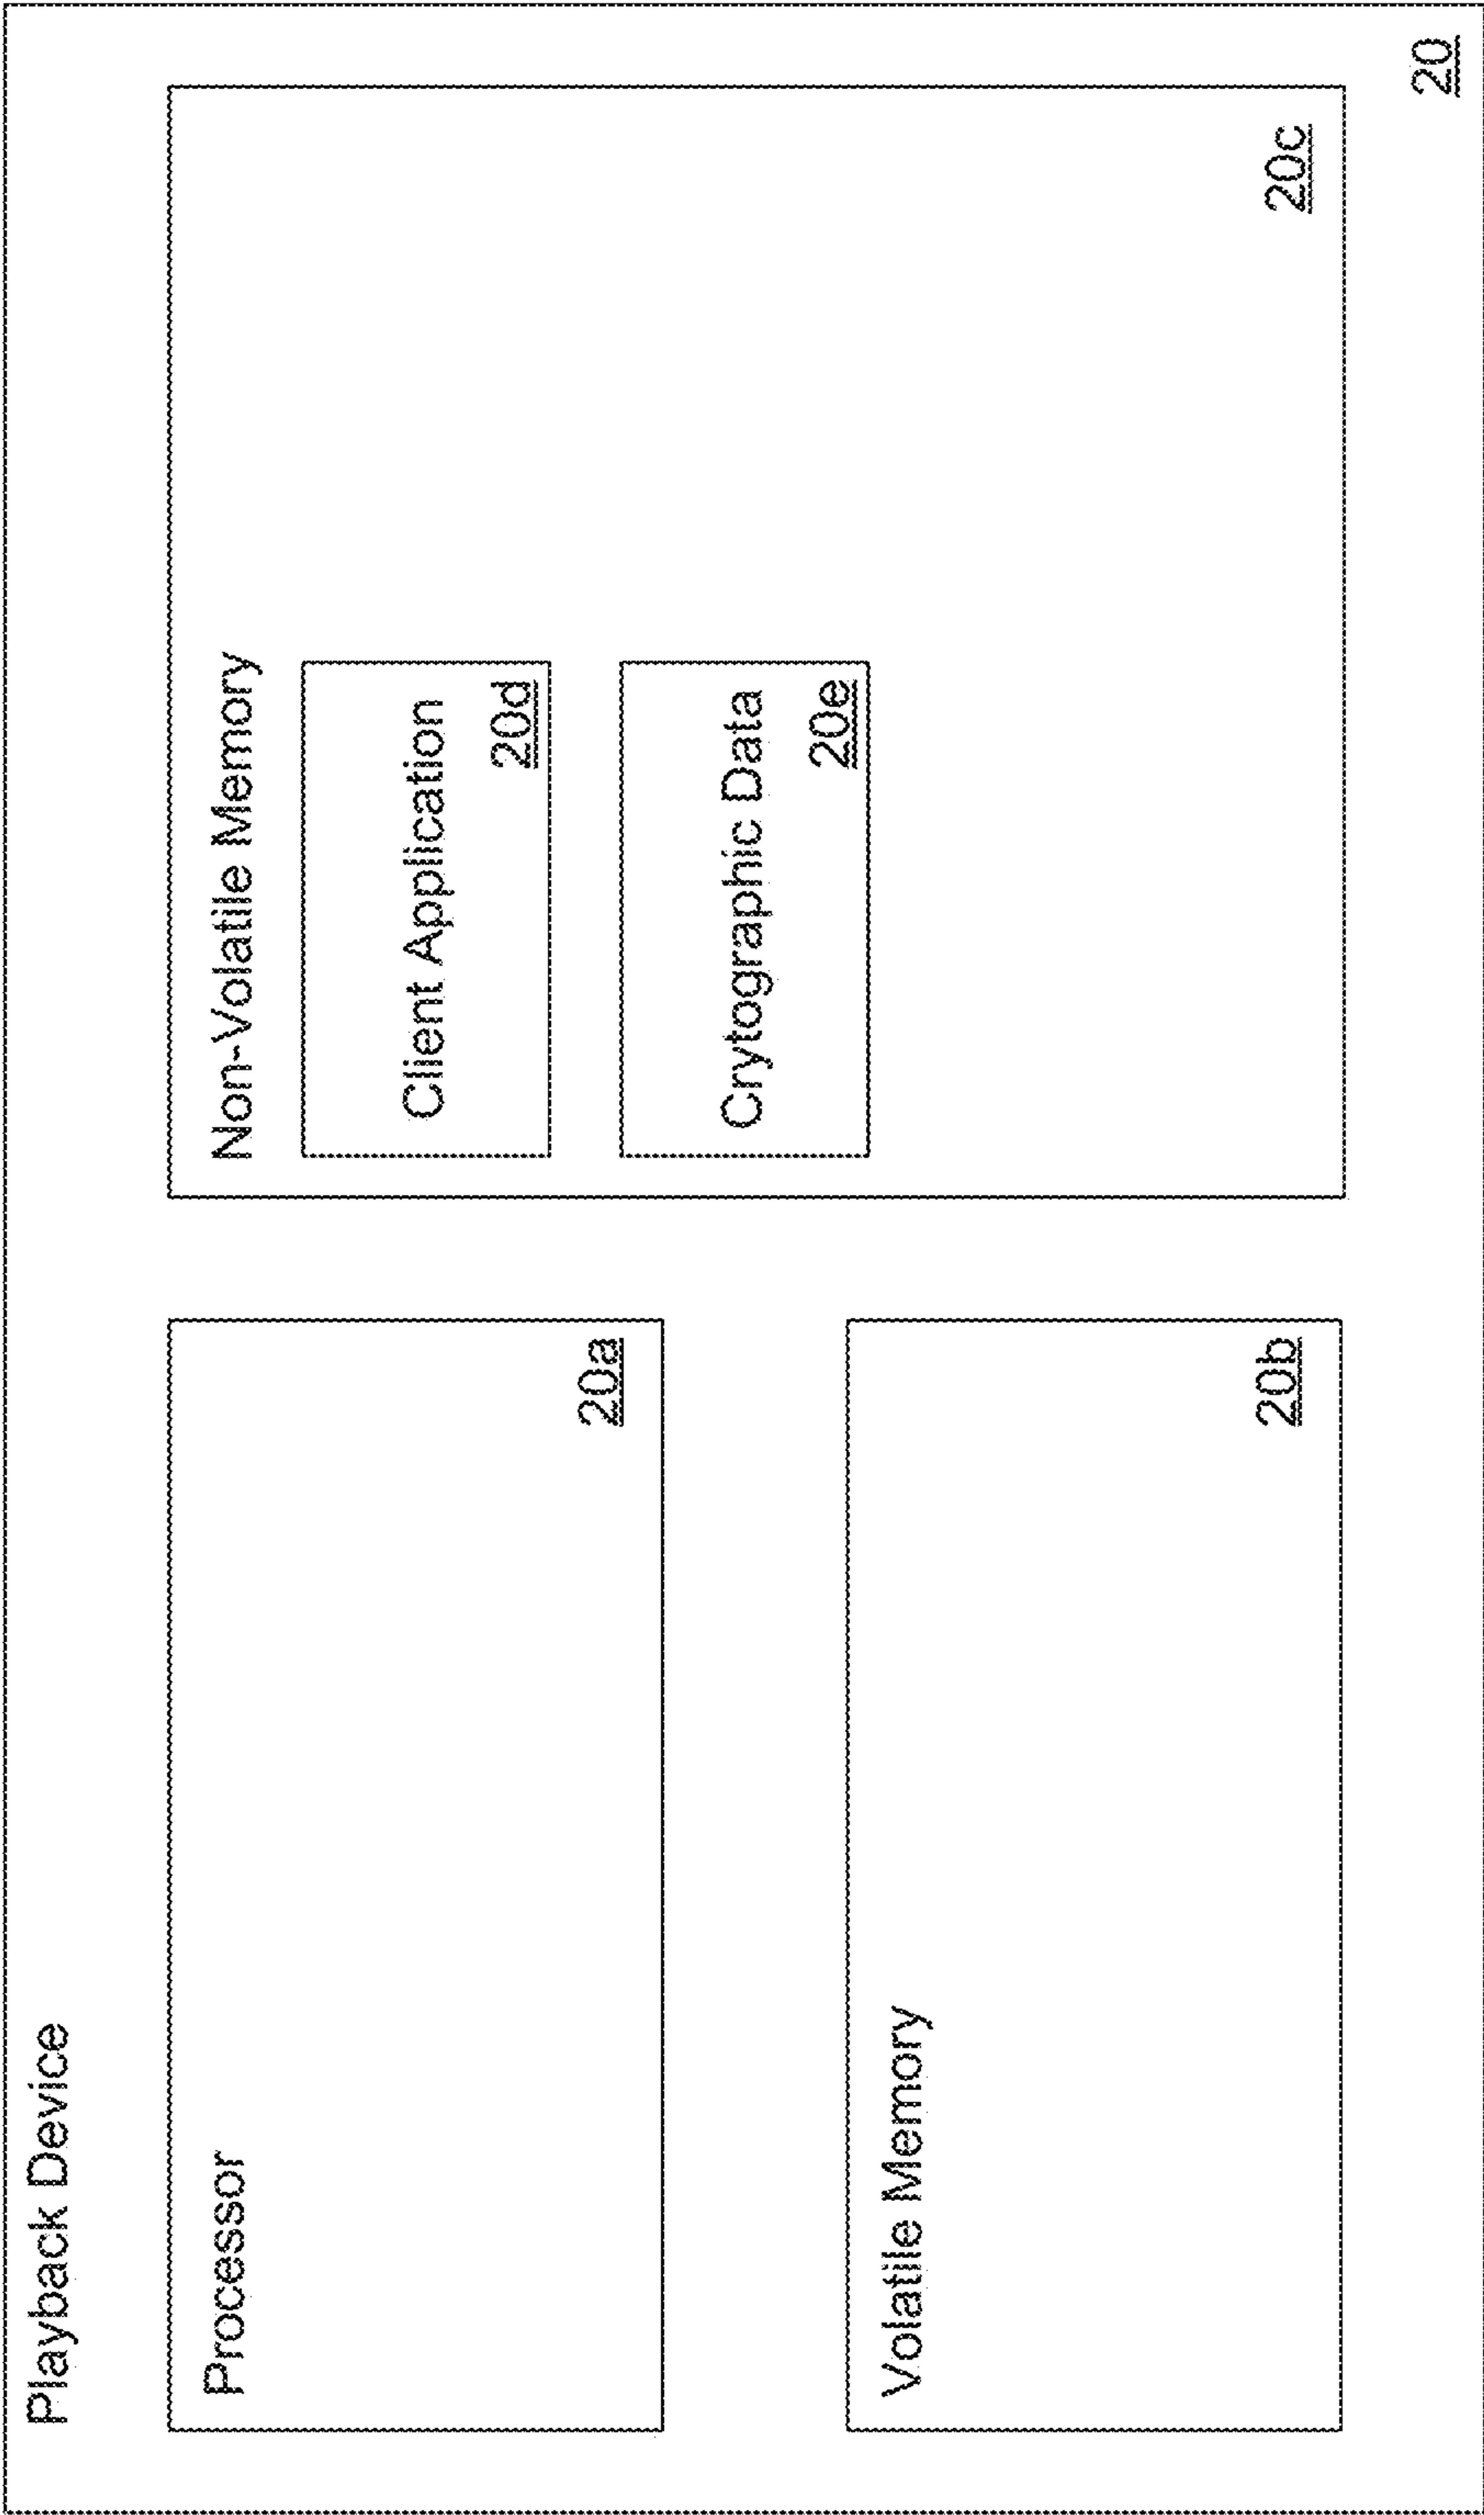 Playback Device
Processor
20a
Volatile Memory
20b
Non-Volatile Memory
Client Application
20d
Crytographic Data
20e
20c
20